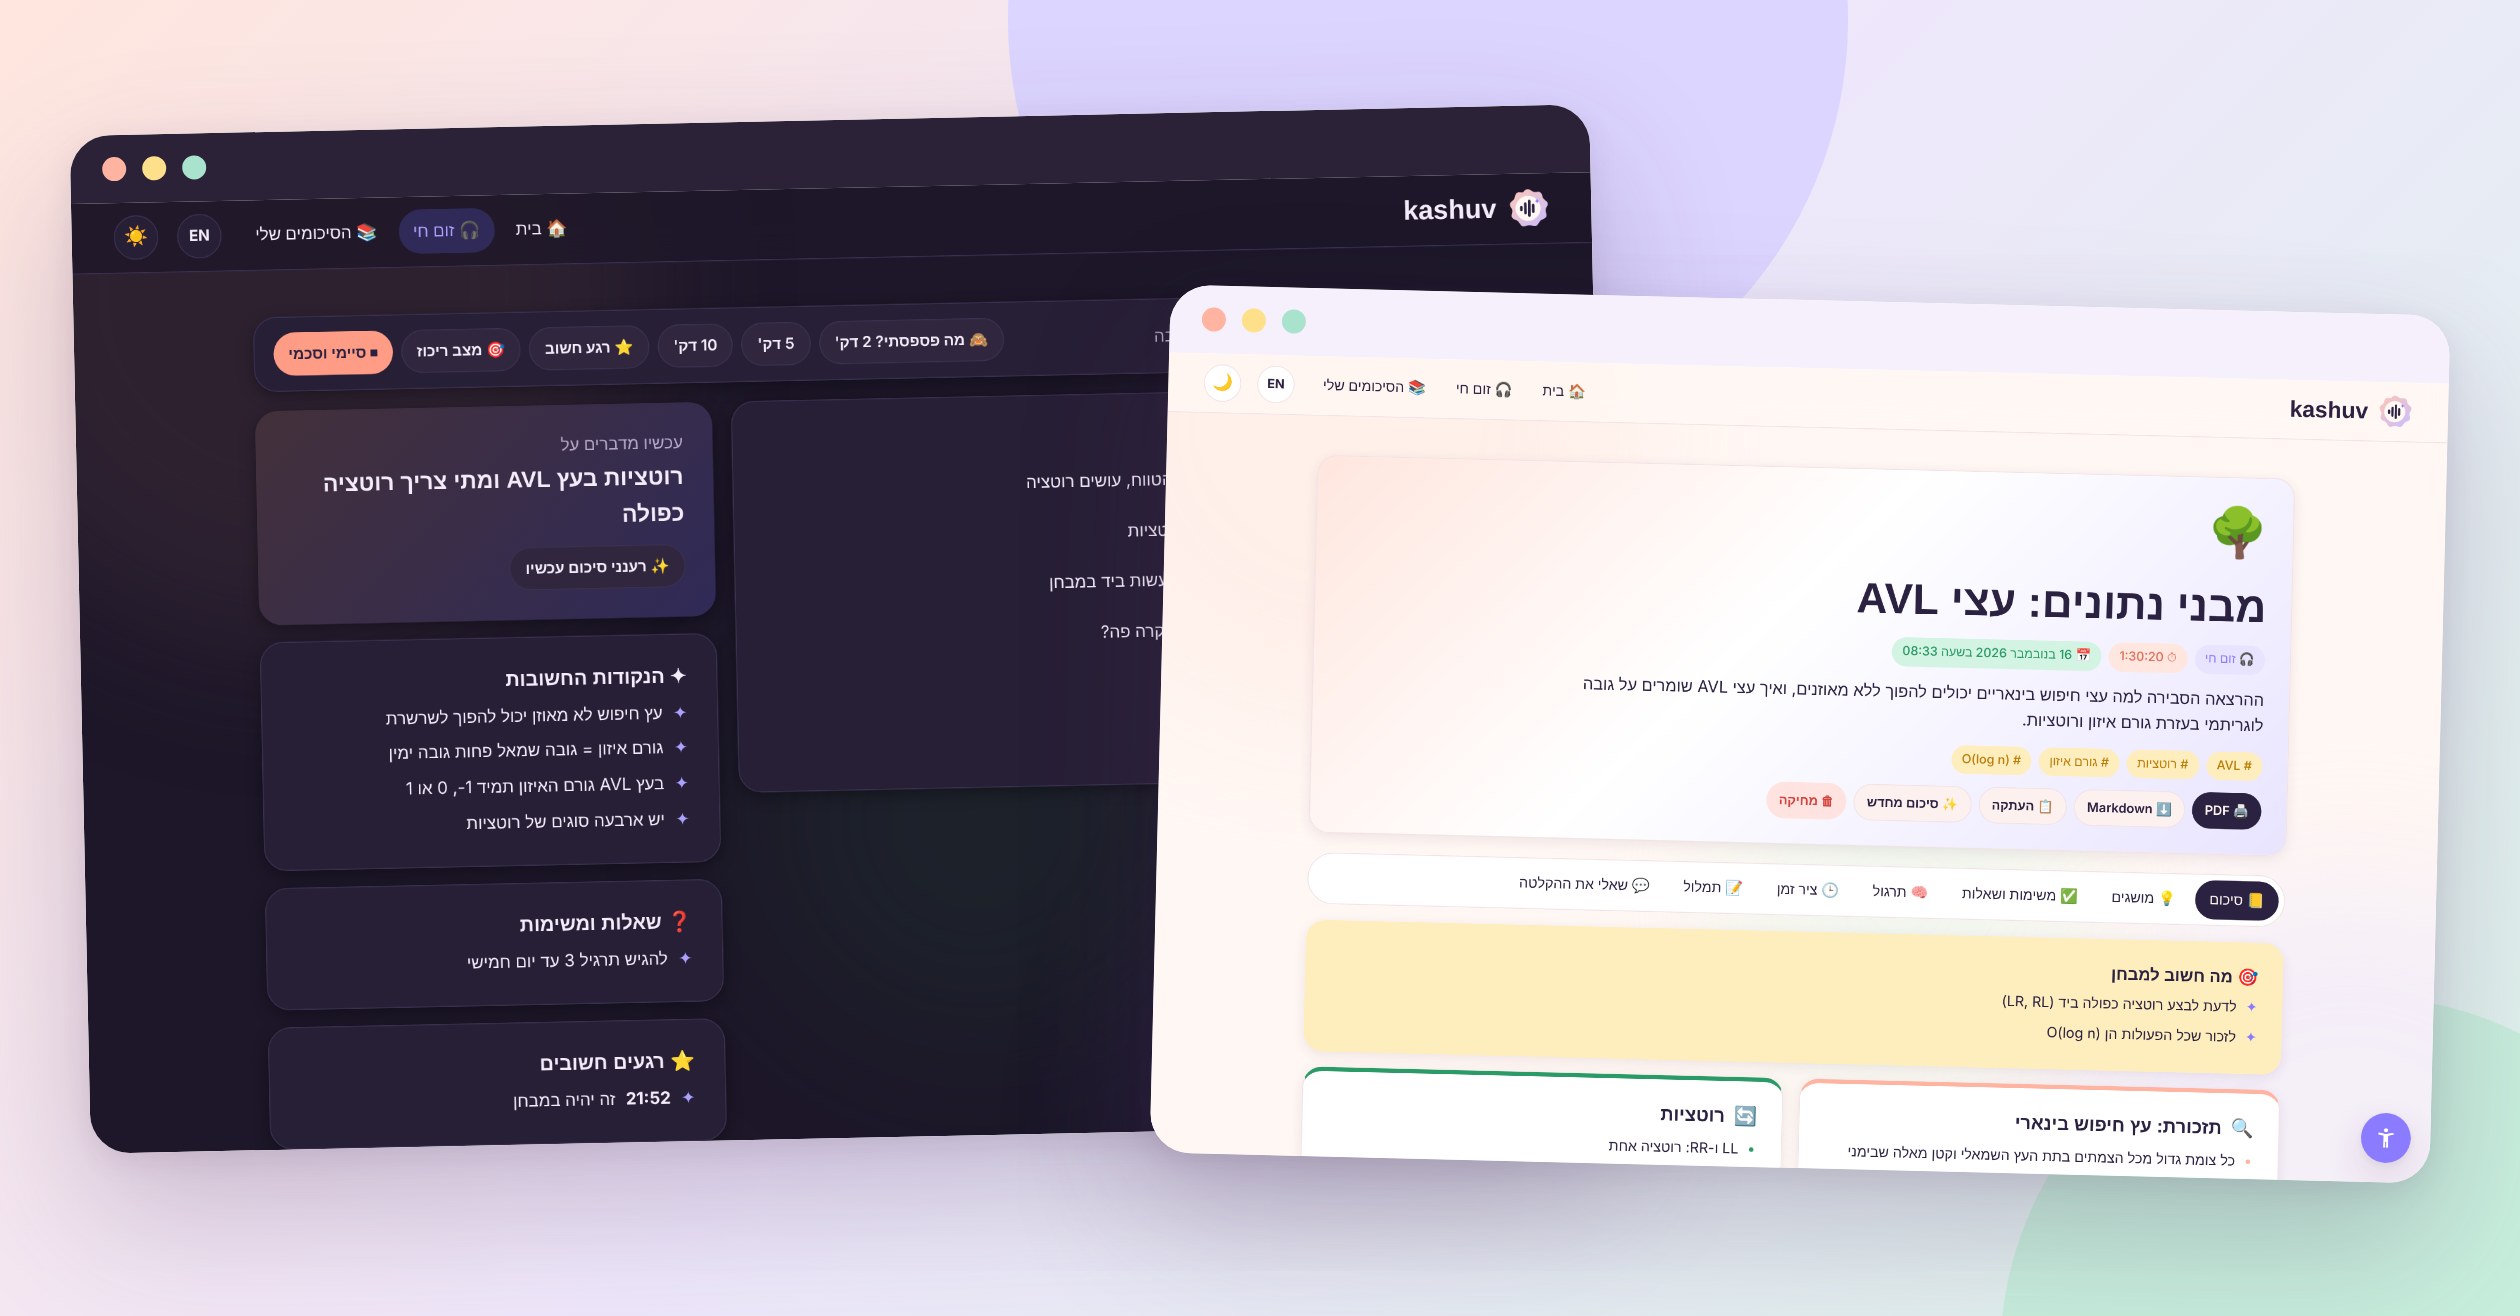 kashuv
🏠 בית
🎧 זום חי
📚 הסיכומים שלי
EN
🙈 מה פספסתי? 2 דק'
5 דק'
10 דק'
⭐ רגע חשוב
🎯 מצב ריכוז
■ סיימי וסכמי
עושים רוטציה
ביד במבחן
פה?
עכשיו מדברים על
רוטציות בעץ AVL ומתי צריך רוטציה
כפולה
✨ רענני סיכום עכשיו
✦ הנקודות החשובות
✦ עץ חיפוש לא מאוזן יכול להפוך לשרשרת
✦ גורם איזון = גובה שמאל פחות גובה ימין
✦ בעץ AVL גורם האיזון תמיד 1-, 0 או 1
✦ יש ארבעה סוגים של רוטציות
❓ שאלות ומשימות
✦ להגיש תרגיל 3 עד יום חמישי
⭐ רגעים חשובים
✦ 21:52 זה יהיה במבחן
kashuv
🏠 בית
🎧 זום חי
📚 הסיכומים שלי
EN
מבני נתונים: עצי AVL
🎧 זום חי
⏱ 1:30:20
📅 16 בנובמבר 2026 בשעה 08:33
ההרצאה הסבירה למה עצי חיפוש בינאריים יכולים להפוך ללא מאוזנים, ואיך עצי AVL שומרים על גובה
לוגריתמי בעזרת גורם איזון ורוטציות.
# AVL
# רוטציות
# גורם איזון
# O(log n)
🖨️ PDF
⬇️ Markdown
📋 העתקה
✨ סיכום מחדש
🗑 מחיקה
📒 סיכום
💡 מושגים
✅ משימות ושאלות
🧠 תרגול
🕒 ציר זמן
📝 תמלול
💬 שאלי את ההקלטה
🎯 מה חשוב למבחן
✦ לדעת לבצע רוטציה כפולה ביד (LR, RL)
✦ לזכור שכל הפעולות הן O(log n)
🔍 תזכורת: עץ חיפוש בינארי
• כל צומת גדול מכל הצמתים בתת העץ השמאלי וקטן מאלה שבימני
🔄 רוטציות
• LL ו-RR: רוטציה אחת